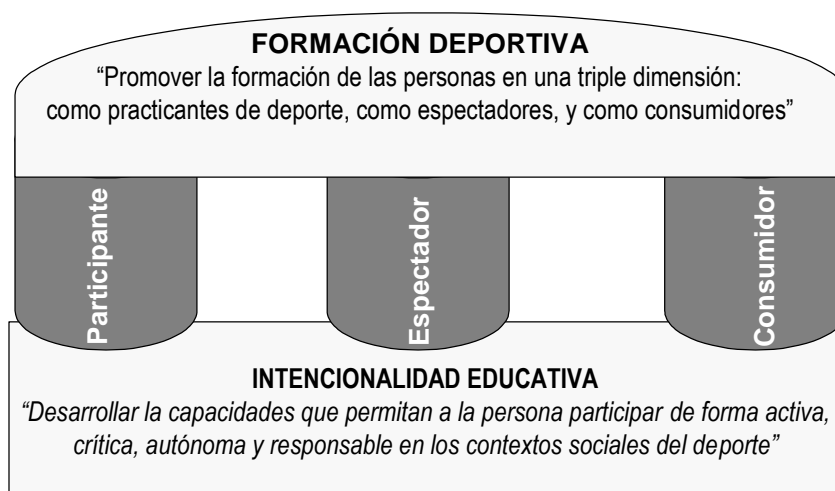 FORMACIÓN DEPORTIVA
“Promover la formación de las personas en una triple dimensión:
como practicantes de deporte, como espectadores, y como consumidores”
Participante
Espectador
Consumidor
INTENCIONALIDAD EDUCATIVA
“Desarrollar la capacidades que permitan a la persona participar de forma activa,
crítica, autónoma y responsable en los contextos sociales del deporte”